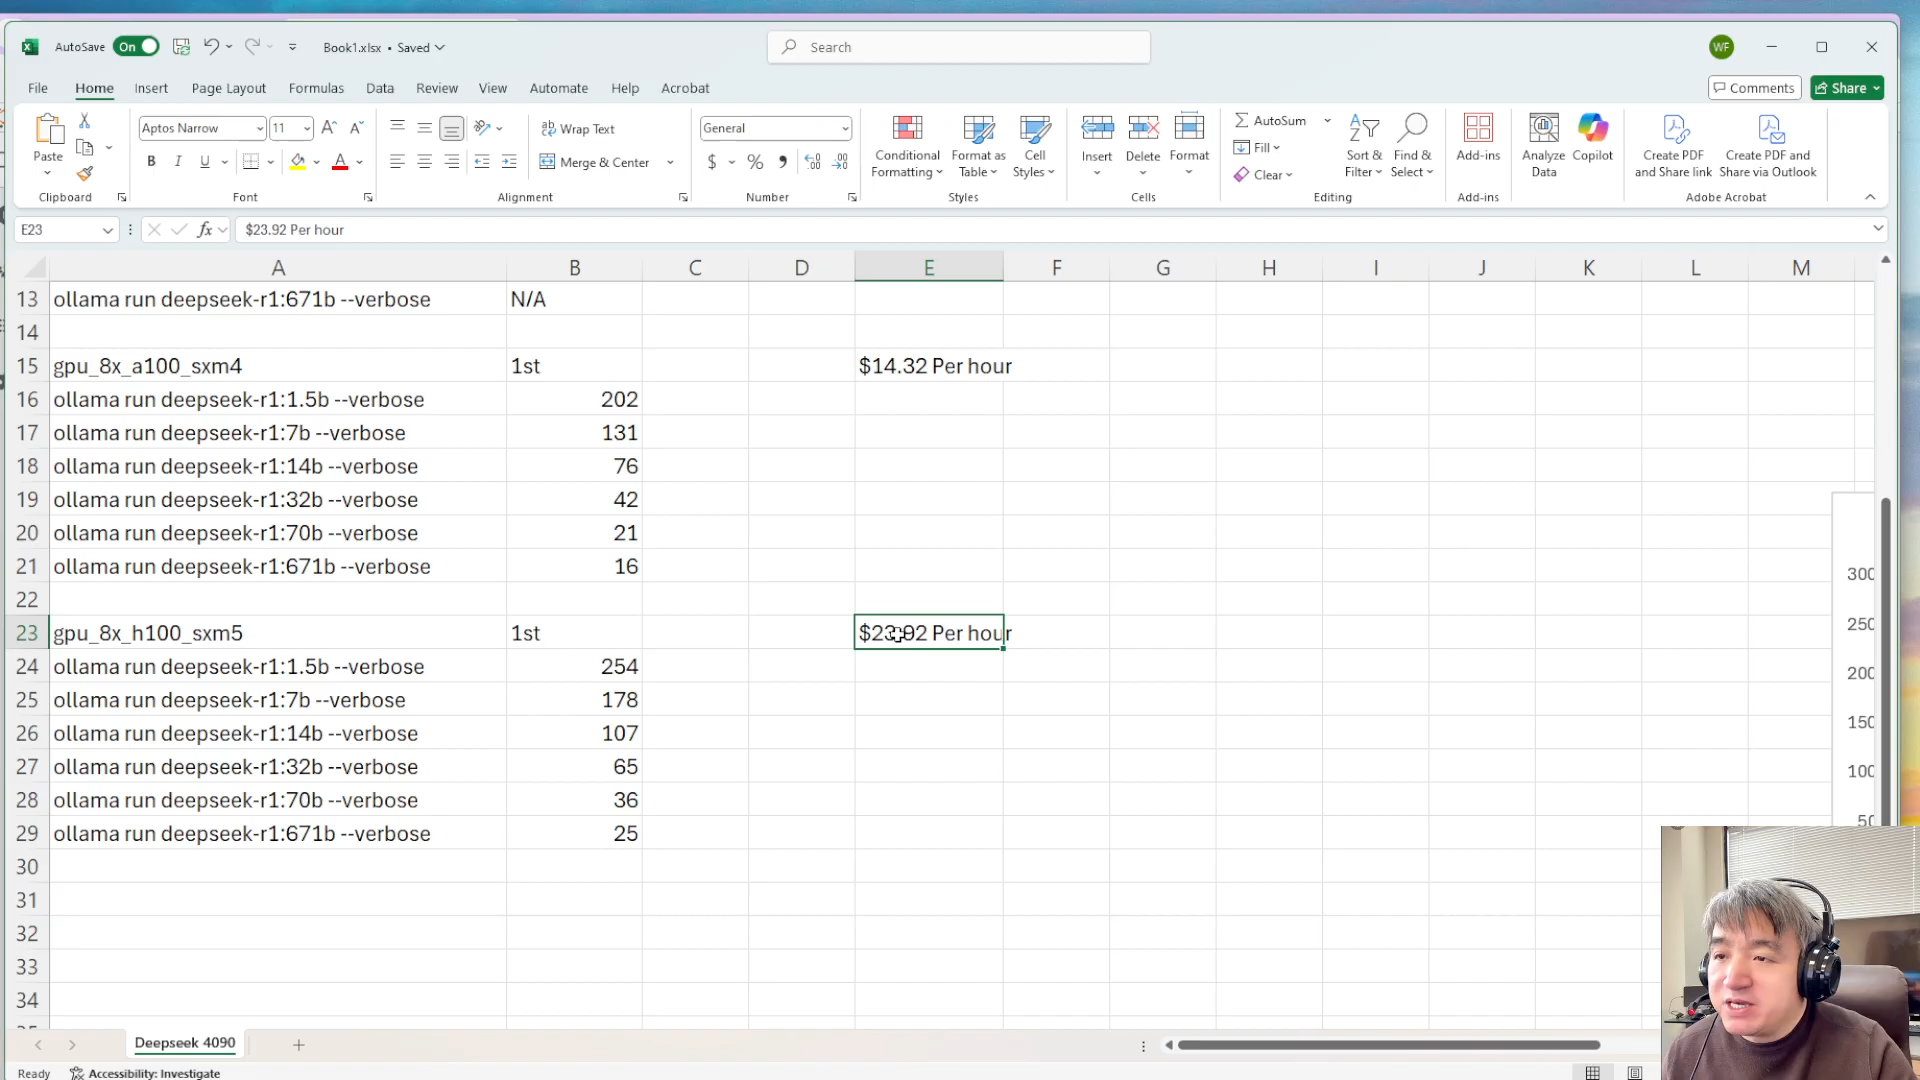 AutoSave On Book1.xlsx • Saved Search WF
File Home Insert Page Layout Formulas Data Review View Automate Help Acrobat Comments Share
Paste Aptos Narrow 11 Wrap Text General Conditional Formatting Format as Table Cell Styles Insert Delete Format AutoSum Sort & Filter Find & Select Add-ins Analyze Data Copilot Create PDF and Share link Create PDF and Share via Outlook
B I U Merge & Center $ % Fill
Clear
Clipboard Font Alignment Number Styles Cells Editing Add-ins Adobe Acrobat
E23 fx $23.92 Per hour
A B C D E F G H I J K L M
13 ollama run deepseek-r1:671b --verbose N/A
14
15 gpu_8x_a100_sxm4 1st $14.32 Per hour
16 ollama run deepseek-r1:1.5b --verbose 202
17 ollama run deepseek-r1:7b --verbose 131
18 ollama run deepseek-r1:14b --verbose 76
19 ollama run deepseek-r1:32b --verbose 42
20 ollama run deepseek-r1:70b --verbose 21
21 ollama run deepseek-r1:671b --verbose 16
22
23 gpu_8x_h100_sxm5 1st $23.92 Per hour
24 ollama run deepseek-r1:1.5b --verbose 254
25 ollama run deepseek-r1:7b --verbose 178
26 ollama run deepseek-r1:14b --verbose 107
27 ollama run deepseek-r1:32b --verbose 65
28 ollama run deepseek-r1:70b --verbose 36
29 ollama run deepseek-r1:671b --verbose 25
30
31
32
33
34
300
250
200
150
100
50
Deepseek 4090
Ready Accessibility: Investigate